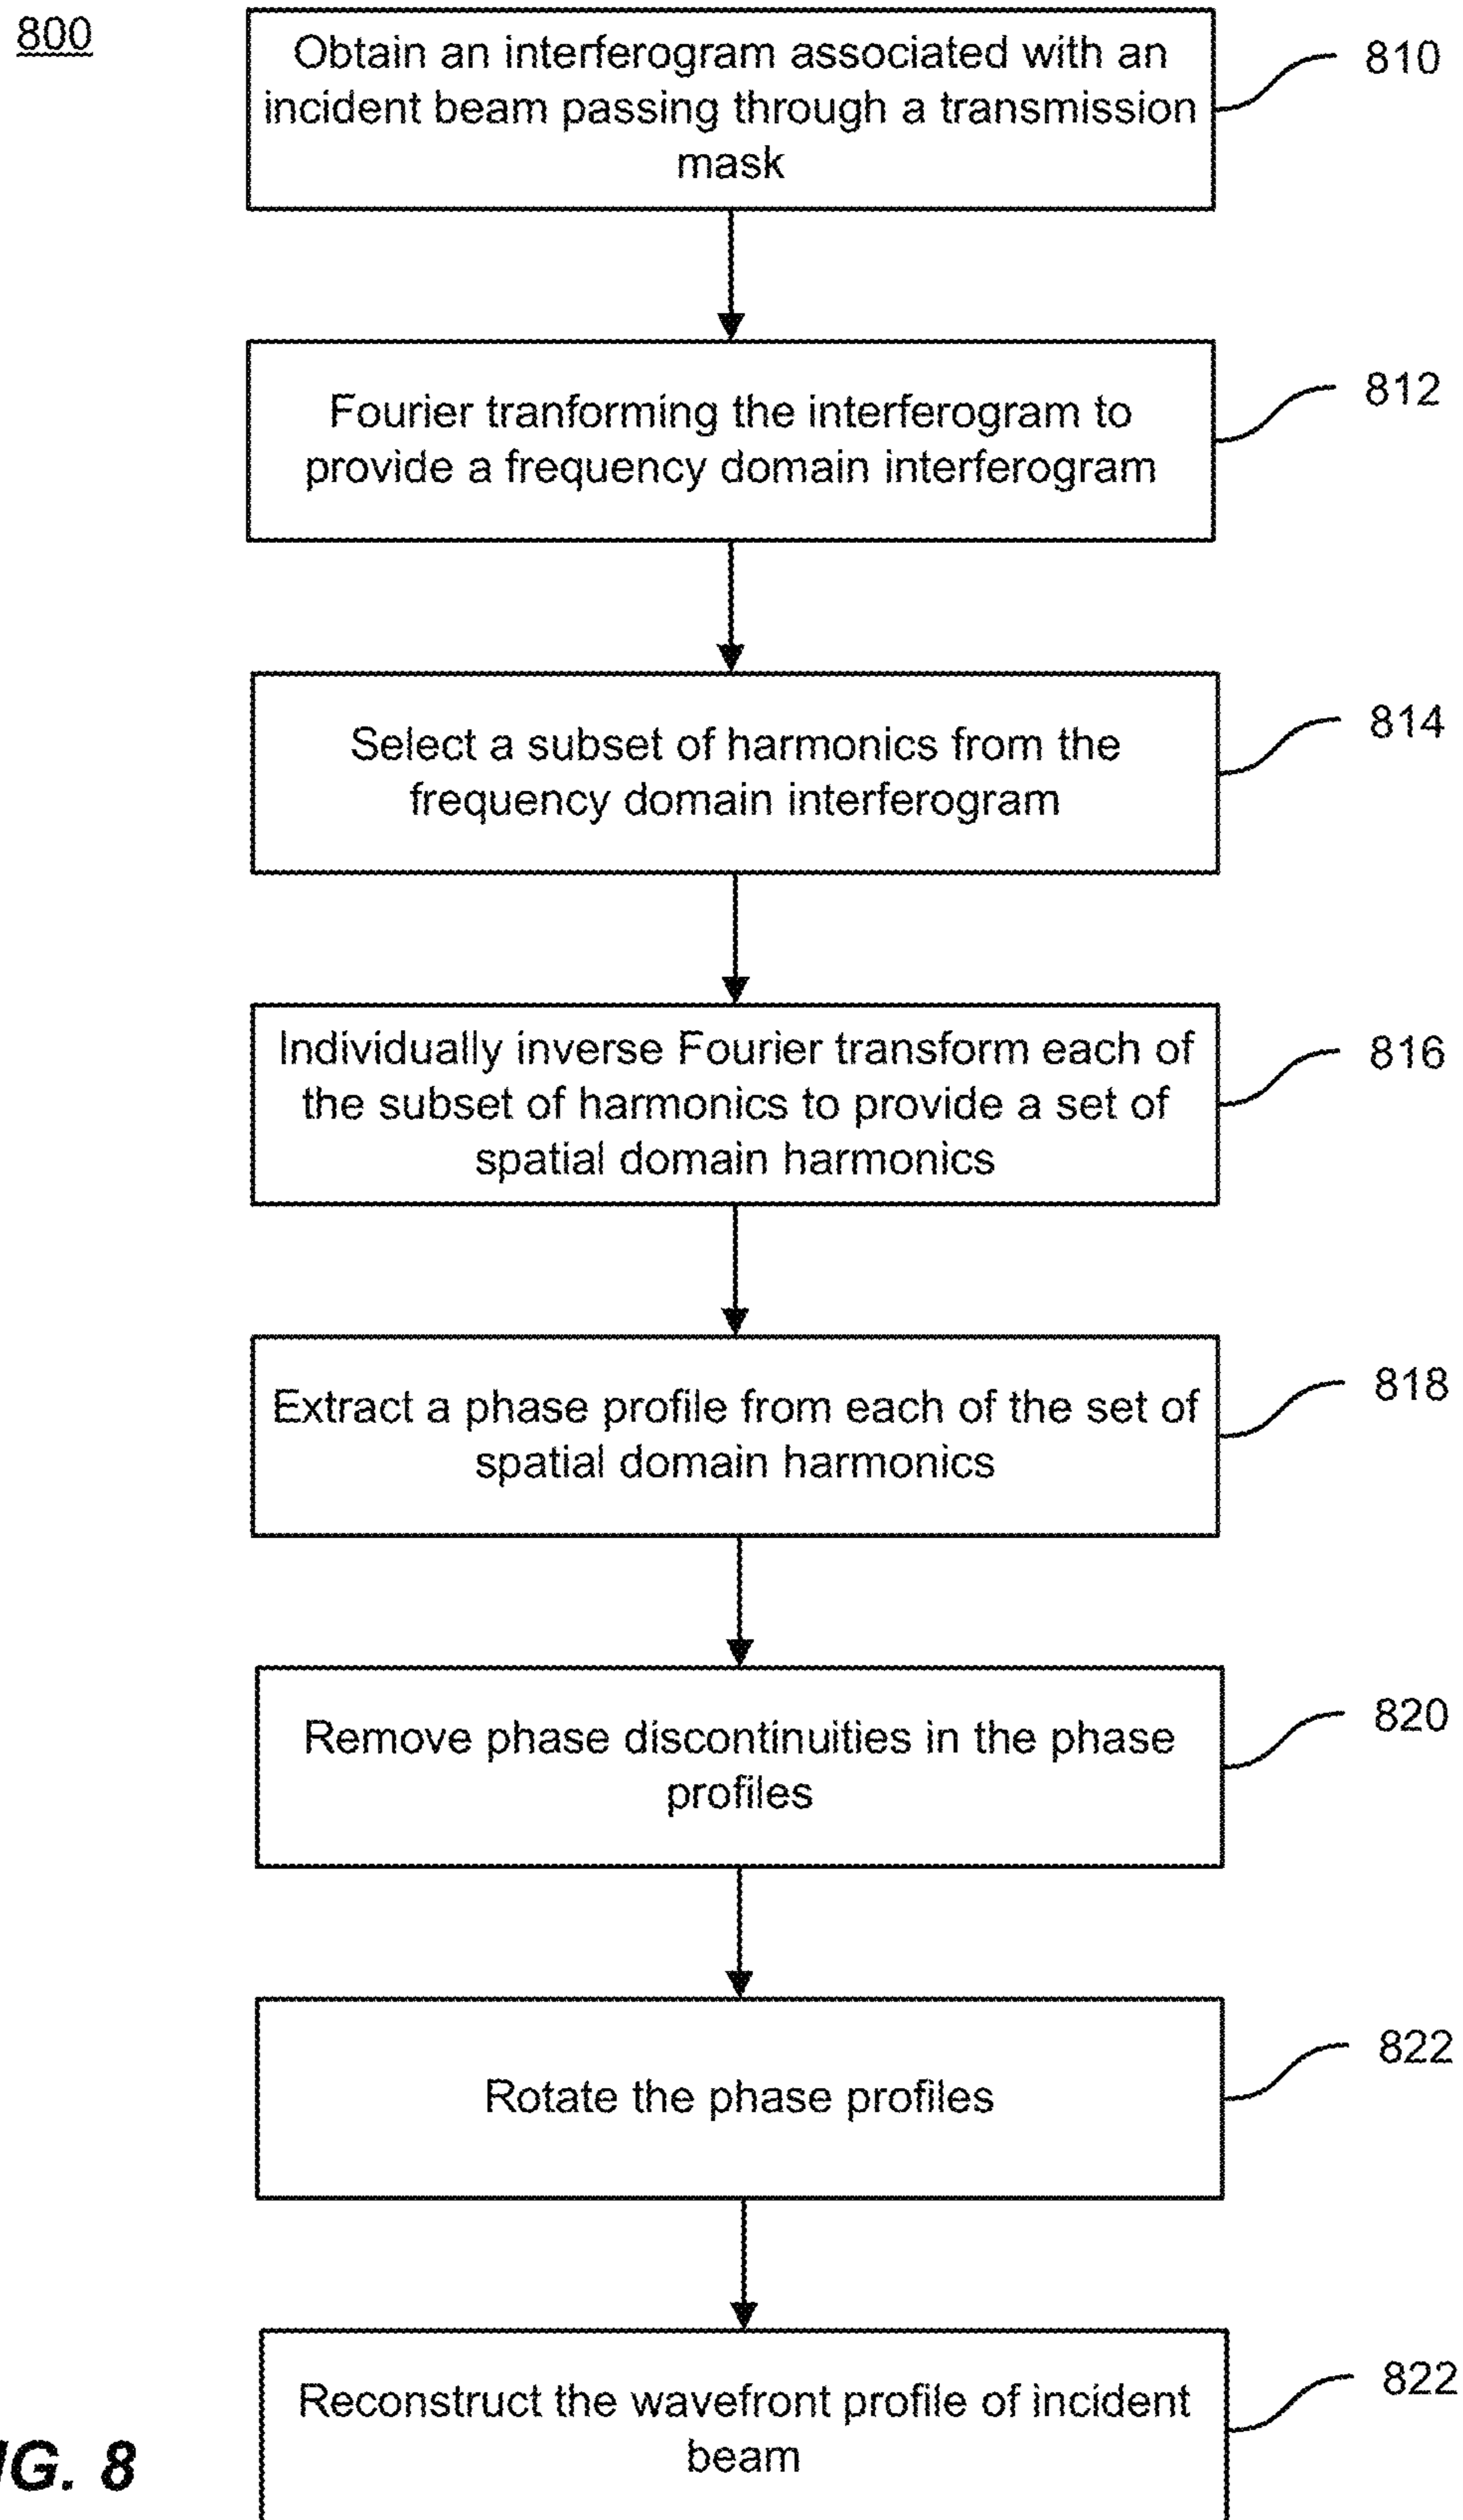 800
Obtain an interferogram associated with an
incident beam passing through a transmission
mask
810
Fourier tranforming the interferogram to
provide a frequency domain interferogram
812
Select a subset of harmonics from the
frequency domain interferogram
814
Individually inverse Fourier transform each of
the subset of harmonics to provide a set of
spatial domain harmonics
816
Extract a phase profile from each of the set of
spatial domain harmonics
818
Remove phase discontinuities in the phase
profiles
820
Rotate the phase profiles
822
Reconstruct the wavefront profile of incident
beam
822
IG. 8